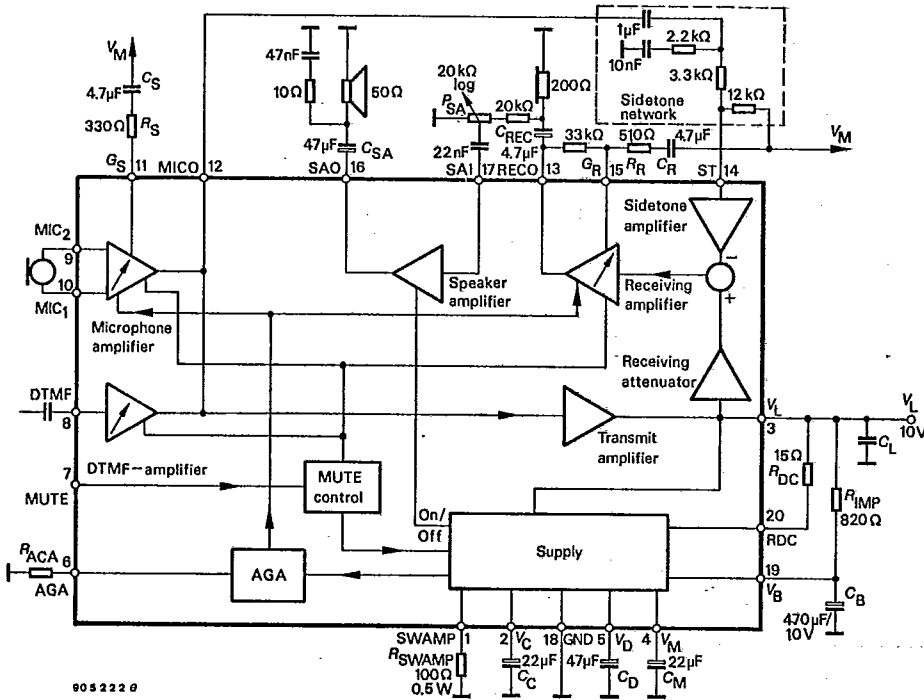 V_M
C_S
4.7µF
330Ω
R_S
G_S 11
MICO 12
47nF
10Ω
50Ω
47µF
C_SA
SAO 16
20kΩ
log
P_SA
20kΩ
C_REC
4.7µF
22nF
SAI 17
RECO 13
200Ω
33kΩ
G_R 15
510Ω
R_R
4.7µF
C_R
1µF
10nF
2.2kΩ
3.3kΩ
12kΩ
Sidetone
network
V_M
ST 14
MIC2
9
10
MIC1
Microphone
amplifier
Speaker
amplifier
Receiving
amplifier
Sidetone
amplifier
−
+
Receiving
attenuator
DTMF
8
DTMF-amplifier
7
MUTE
MUTE
control
Transmit
amplifier
On/
Off
Supply
AGA
R_ACA
6
AGA
V_L
3
V_L
10V
C_L
15Ω
R_DC
R_IMP
820Ω
20
RDC
19
V_B
C_B
470µF/
10V
SWAMP 1
R_SWAMP
100Ω
0.5W
2 V_C
22µF
C_C
18 GND
5 V_D
47µF
C_D
4 V_M
22µF
C_M
905222 θ